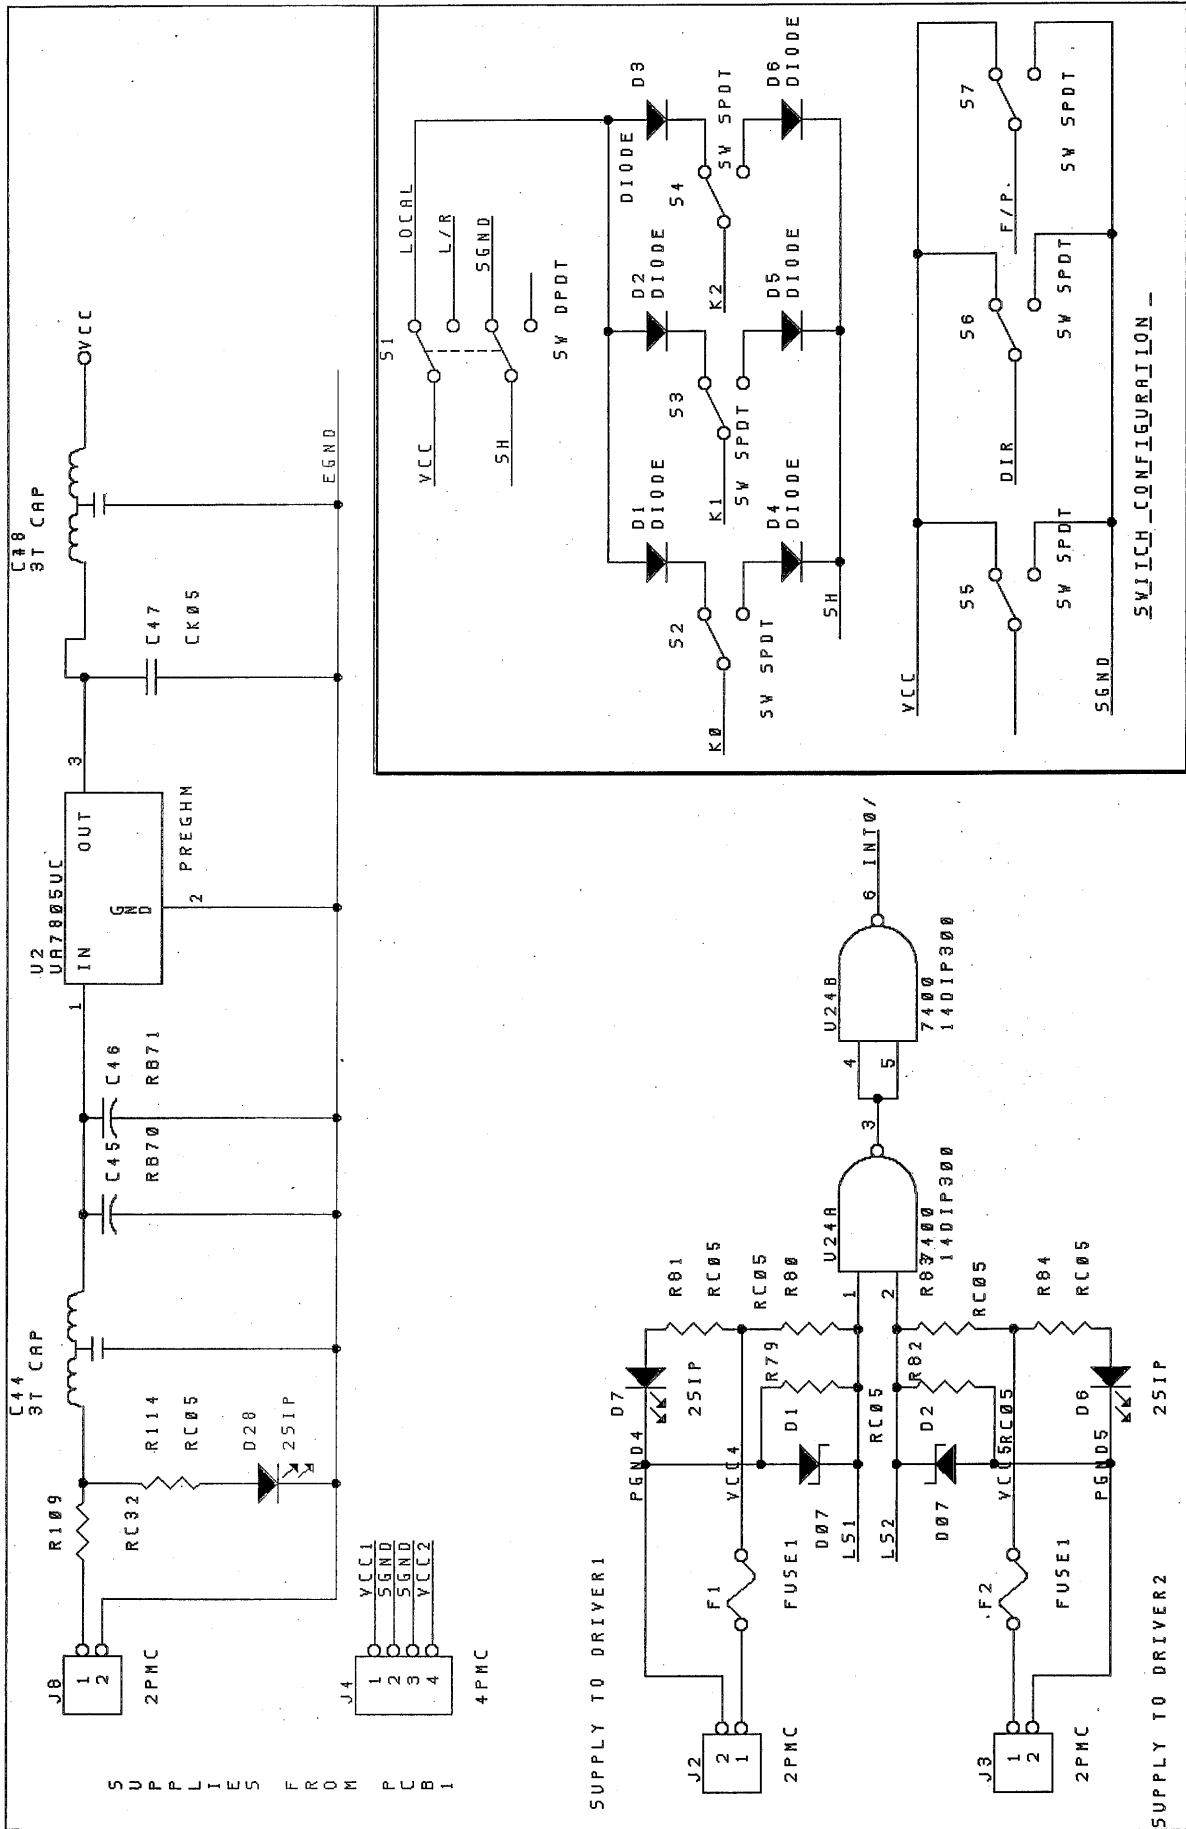 C48
3T CAP
VCC
EGND
C47
CK05
3
U2
UA7805UC
IN
OUT
GND
PREGHM
2
1
C46
RB71
C45
RB70
C44
3T CAP
R114
RC05
D28
25IP
R109
RC32
J8
1
2
2PMC
J4
1
2
3
4
4PMC
VCC1
SGND
SGND
VCC2
SUPPLIES FROM PCB1
S1
LOCAL
L/R
SGND
SW DPDT
VCC
SH
D1
DIODE
D2
DIODE
D3
DIODE
D4
DIODE
D5
DIODE
D6
DIODE
S2
SW SPDT
K0
S3
SW SPDT
K1
S4
SW SPDT
K2
SH
VCC
SGND
S5
SW SPDT
S6
SW SPDT
DIR
S7
SW SPDT
F/P.
SWITCH CONFIGURATION
SUPPLY TO DRIVER1
J2
2
1
2PMC
F1
FUSE1
PGND4
VCC4
D7
25IP
R81
RC05
RC05
R80
R79
RC05
D1
D07
LS1
LS2
D2
D07
R82
RC05
R83
RC05
R84
RC05
D6
25IP
VCC5
PGND5
F2
FUSE1
J3
1
2
2PMC
SUPPLY TO DRIVER2
U24A
1
2
3
7400
14DIP300
U24B
4
5
6
INT0/
7400
14DIP300